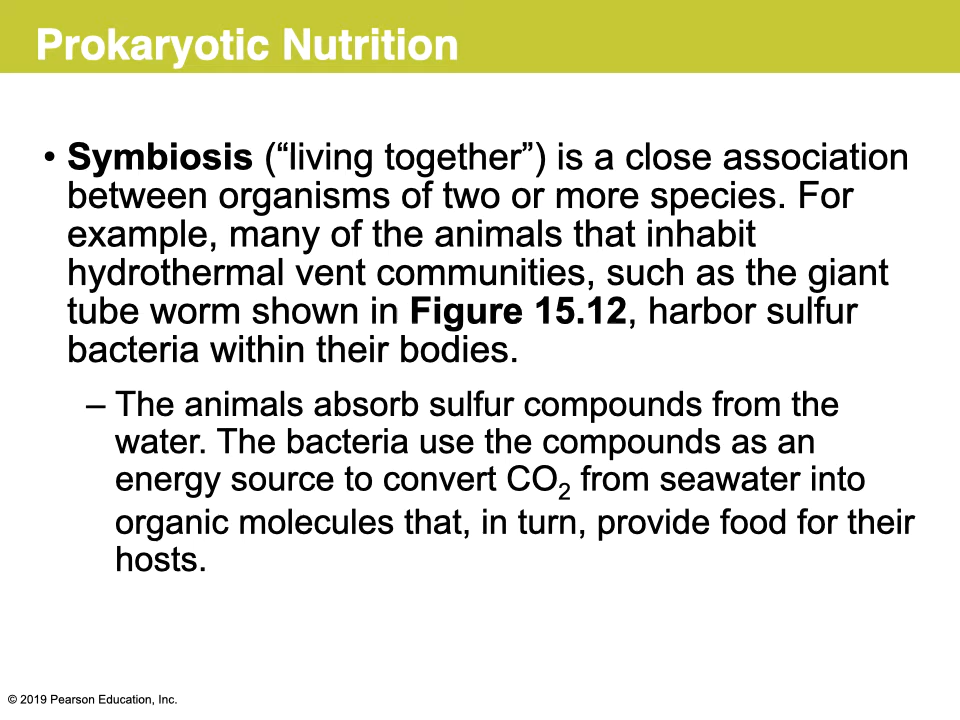 Prokaryotic Nutrition
• Symbiosis (“living together”) is a close association
between organisms of two or more species. For
example, many of the animals that inhabit
hydrothermal vent communities, such as the giant
tube worm shown in Figure 15.12, harbor sulfur
bacteria within their bodies.
– The animals absorb sulfur compounds from the
water. The bacteria use the compounds as an
energy source to convert CO₂ from seawater into
organic molecules that, in turn, provide food for their
hosts.
© 2019 Pearson Education, Inc.